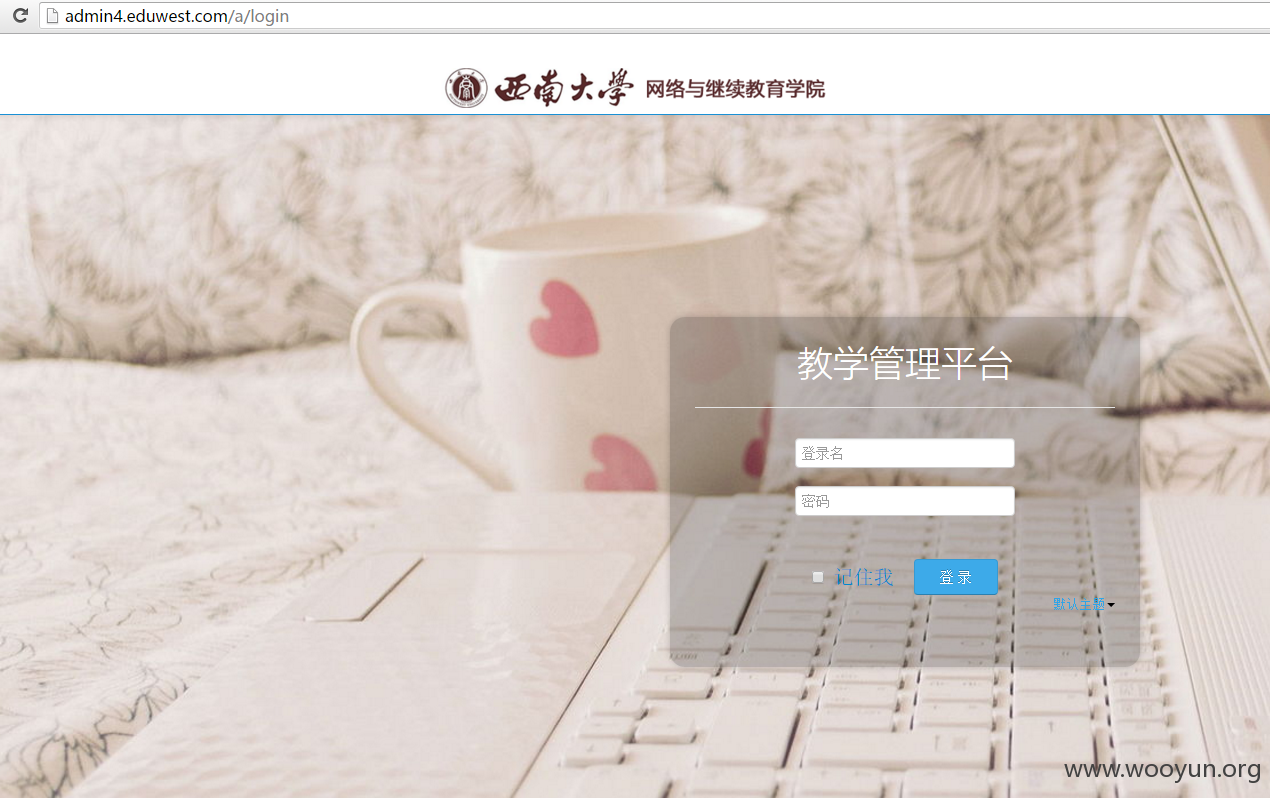 admin4.eduwest.com/a/login
西南大学 网络与继续教育学院
教学管理平台
登录名
密码
记住我 登录
默认主题
www.wooyun.org